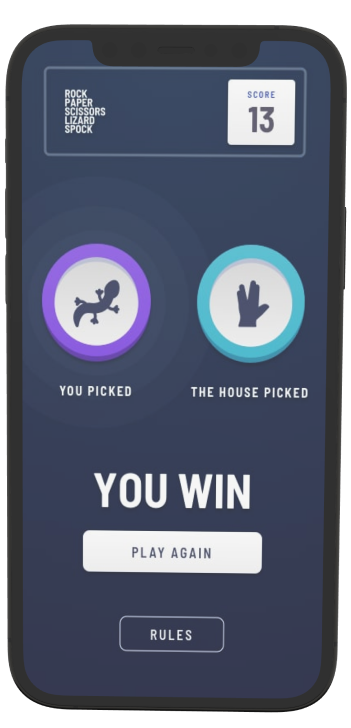 ROCK
PAPER
SCISSORS
LIZARD
SPOCK
SCORE
13
YOU PICKED
THE HOUSE PICKED
YOU WIN
PLAY AGAIN
RULES